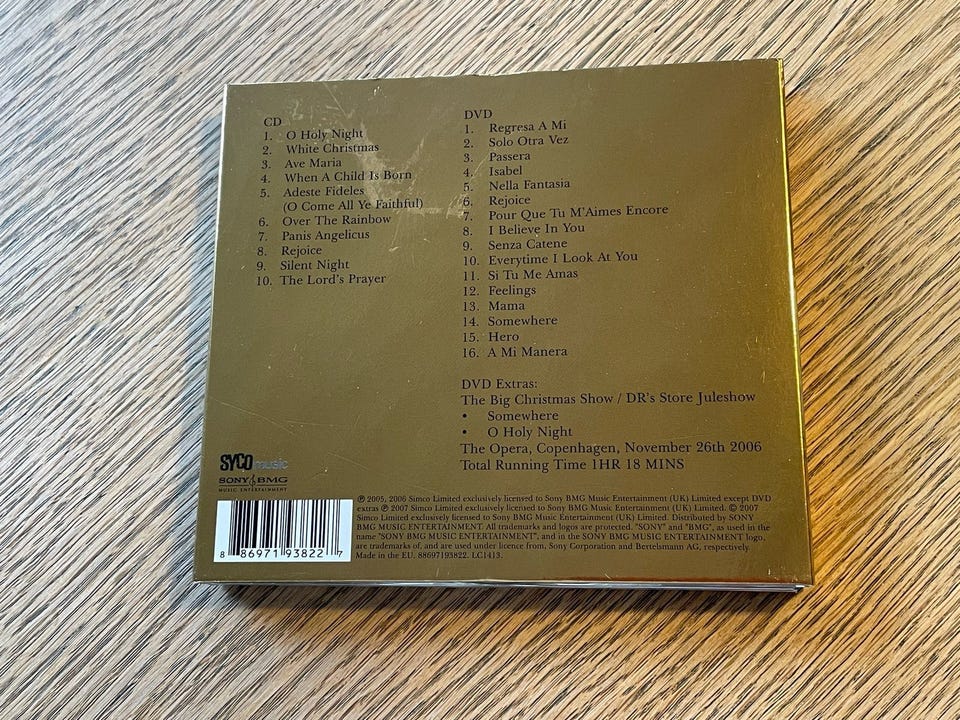 CD
1. O Holy Night
2. White Christmas
3. Ave Maria
4. When A Child Is Born
5. Adeste Fideles
(O Come All Ye Faithful)
6. Over The Rainbow
7. Panis Angelicus
8. Rejoice
9. Silent Night
10. The Lord's Prayer
DVD
1. Regresa A Mi
2. Solo Otra Vez
3. Passera
4. Isabel
5. Nella Fantasia
6. Rejoice
7. Pour Que Tu M'Aimes Encore
8. I Believe In You
9. Senza Catene
10. Everytime I Look At You
11. Si Tu Me Amas
12. Feelings
13. Mama
14. Somewhere
15. Hero
16. A Mi Manera
DVD Extras:
The Big Christmas Show / DR's Store Juleshow
• Somewhere
• O Holy Night
The Opera, Copenhagen, November 26th 2006
Total Running Time 1HR 18 MINS
SYCO music
SONY BMG
MUSIC ENTERTAINMENT
8 86971 93822 7
℗ 2005, 2006 Simco Limited exclusively licensed to Sony BMG Music Entertainment (UK) Limited except DVD
extras ℗ 2007 Simco Limited exclusively licensed to Sony BMG Music Entertainment (UK) Limited. © 2007
Simco Limited exclusively licensed to Sony BMG Music Entertainment (UK) Limited. Distributed by SONY
BMG MUSIC ENTERTAINMENT. All trademarks and logos are protected. "SONY" and "BMG", as used in the
name "SONY BMG MUSIC ENTERTAINMENT", and in the SONY BMG MUSIC ENTERTAINMENT logo,
are trademarks of, and are used under licence from, Sony Corporation and Bertelsmann AG, respectively.
Made in the EU. 88697193822. LC1413.